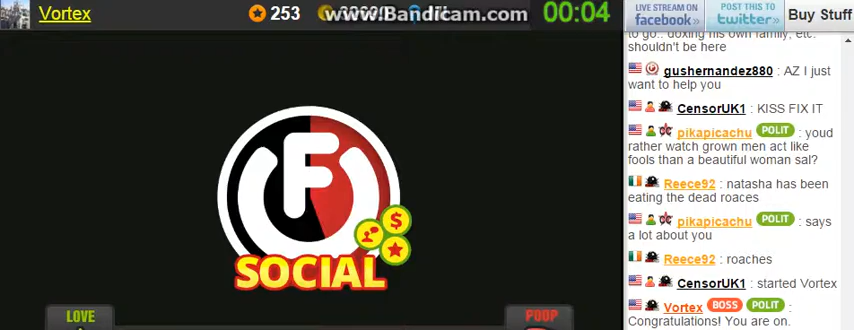 Vortex
253
www.Bandicam.com
00:04
LIVE STREAM ON
facebook»
POST THIS TO
twitter»
Buy Stuff
to go.. doxing his own family, etc.
shouldn't be here
gushernandez880 : AZ I just
want to help you
CensorUK1 : KISS FIX IT
pikapicachu POLIT : youd
rather watch grown men act like
fools than a beautiful woman sal?
Reece92 : natasha has been
eating the dead roaces
pikapicachu POLIT : says
a lot about you
Reece92 : roaches
CensorUK1 : started Vortex
Vortex BOSS POLIT :
Congratulations! You are on.
F
$
SOCIAL
LOVE
POOP